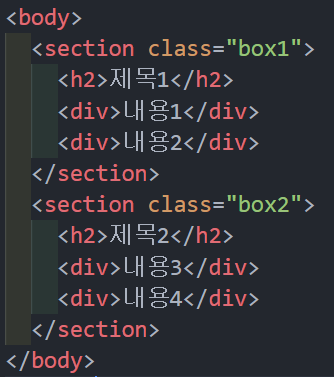 <body>
<section class="box1">
<h2>제목1</h2>
<div>내용1</div>
<div>내용2</div>
</section>
<section class="box2">
<h2>제목2</h2>
<div>내용3</div>
<div>내용4</div>
</section>
</body>